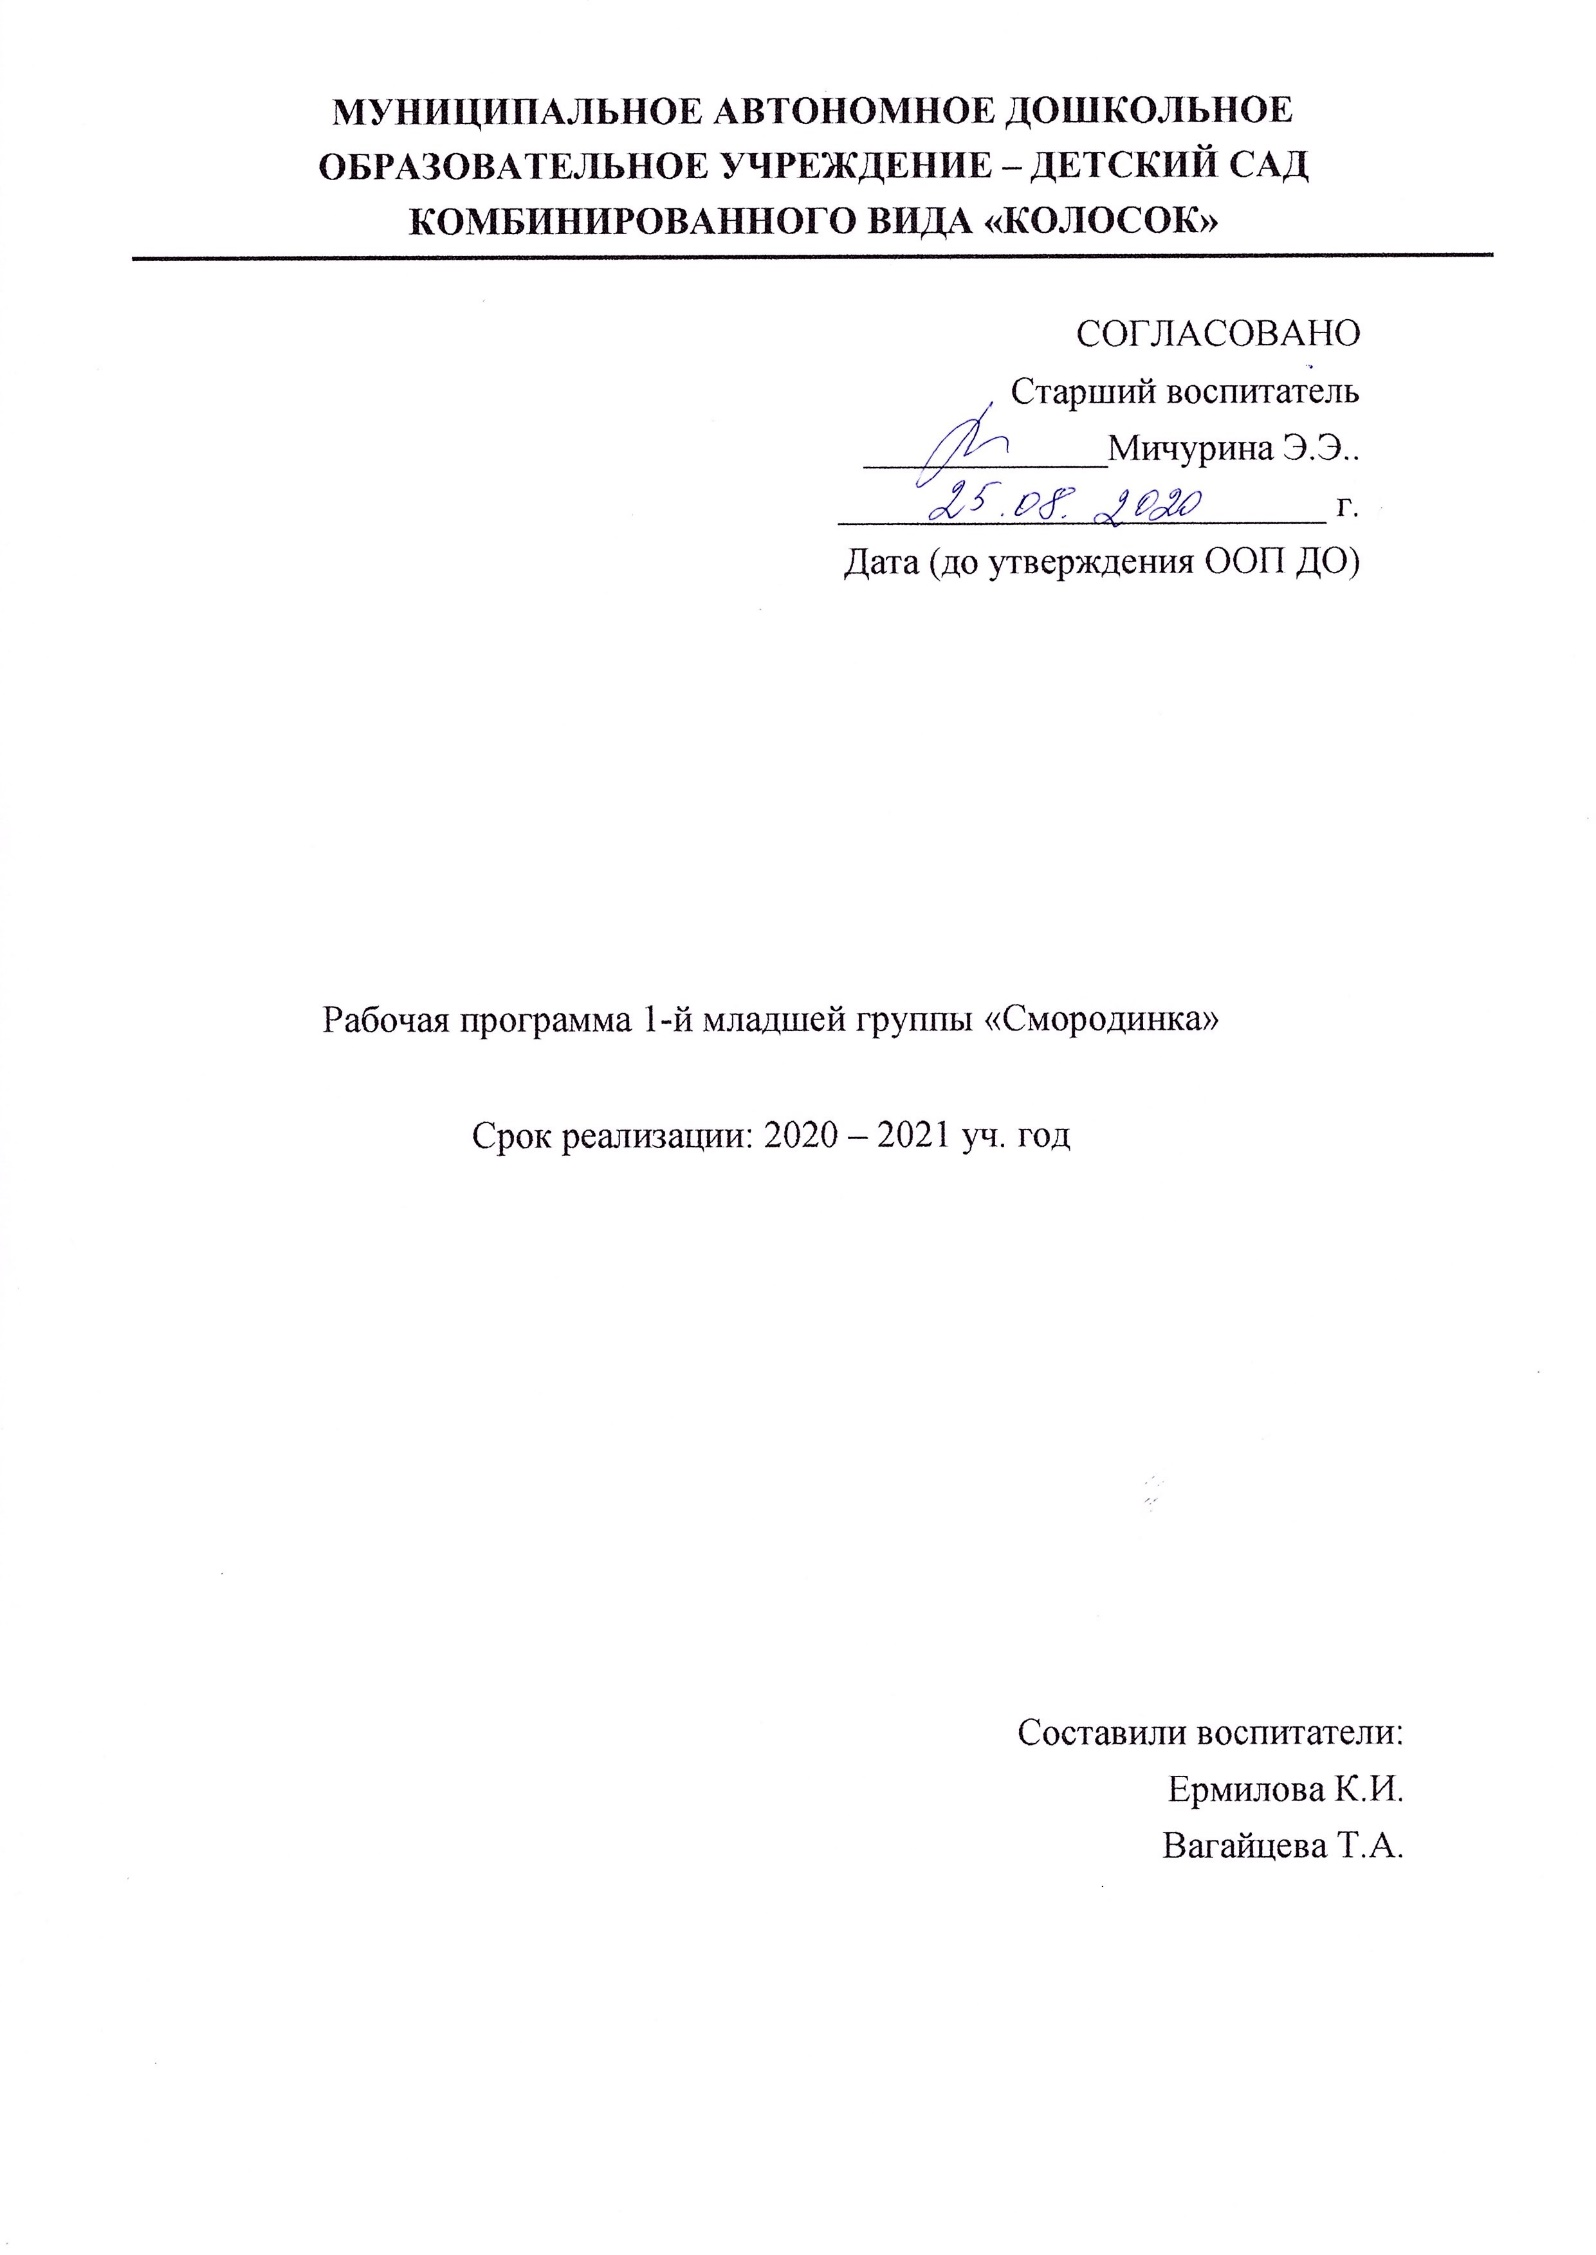 МУНИЦИПАЛЬНОЕ АВТОНОМНОЕ ДОШКОЛЬНОЕ
ОБРАЗОВАТЕЛЬНОЕ УЧРЕЖДЕНИЕ – ДЕТСКИЙ САД
КОМБИНИРОВАННОГО ВИДА «КОЛОСОК»
СОГЛАСОВАНО
Старший воспитатель
_____________Мичурина Э.Э..
25.08. 2020 г.
Дата (до утверждения ООП ДО)
Рабочая программа 1-й младшей группы «Смородинка»
Срок реализации: 2020 – 2021 уч. год
Составили воспитатели:
Ермилова К.И.
Вагайцева Т.А.